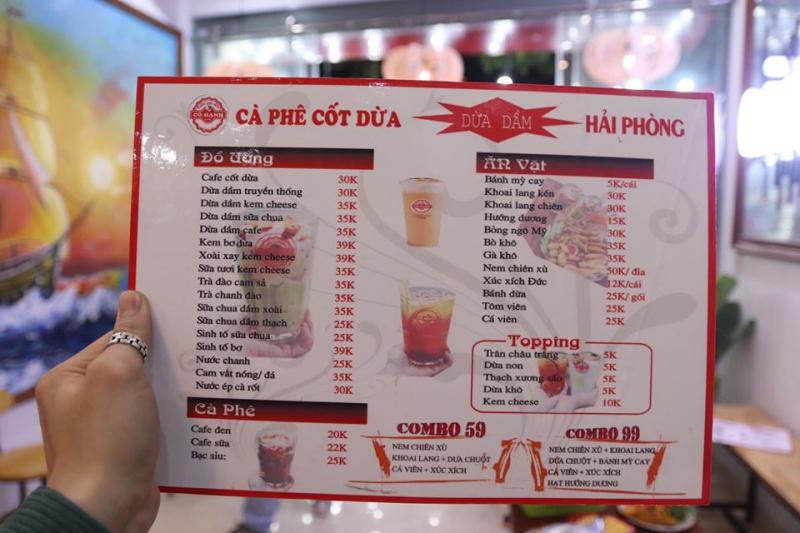 CÔ HẠNH
CÀ PHÊ CỐT DỪA
DỪA DẦM
HẢI PHÒNG
Đồ Uống
Cafe cốt dừa 30K
Dừa dầm truyền thống 30K
Dừa dầm kem cheese 35K
Dừa dầm sữa chua 35K
Dừa dầm cafe 35K
Kem bơ dừa 39K
Xoài xay kem cheese 39K
Sữa tươi kem cheese 35K
Trà đào cam sả 35K
Trà chanh đào 35K
Sữa chua dầm xoài 35K
Sữa chua dầm thạch 25K
Sinh tố sữa chua 25K
Sinh tố bơ 39K
Nước chanh 25K
Cam vắt nóng/ đá 35K
Nước ép cà rốt 30K
Cà Phê
Cafe đen 20K
Cafe sữa 22K
Bạc sỉu: 25K
Ăn Vặt
Bánh mỳ cay 5K/cái
Khoai lang kén 30K
Khoai lang chiên 30K
Hướng dương 15K
Bỏng ngô Mỹ 30K
Bò khô 35K
Gà khô 35K
Nem chiên xù 50K/ đĩa
Xúc xích Đức 12K/cái
Bánh dừa 25K/ gói
Tôm viên 25K
Cá viên 25K
Topping
Trân châu trắng 5K
Dừa non 5K
Thạch xương sáo 5K
Dừa khô 5K
Kem cheese 10K
COMBO 59
NEM CHIÊN XÙ
KHOAI LANG + DƯA CHUỘT
CÁ VIÊN + XÚC XÍCH
COMBO 99
NEM CHIÊN XÙ + KHOAI LANG
DƯA CHUỘT + BÁNH MỲ CAY
CÁ VIÊN + XÚC XÍCH
HẠT HƯỚNG DƯƠNG